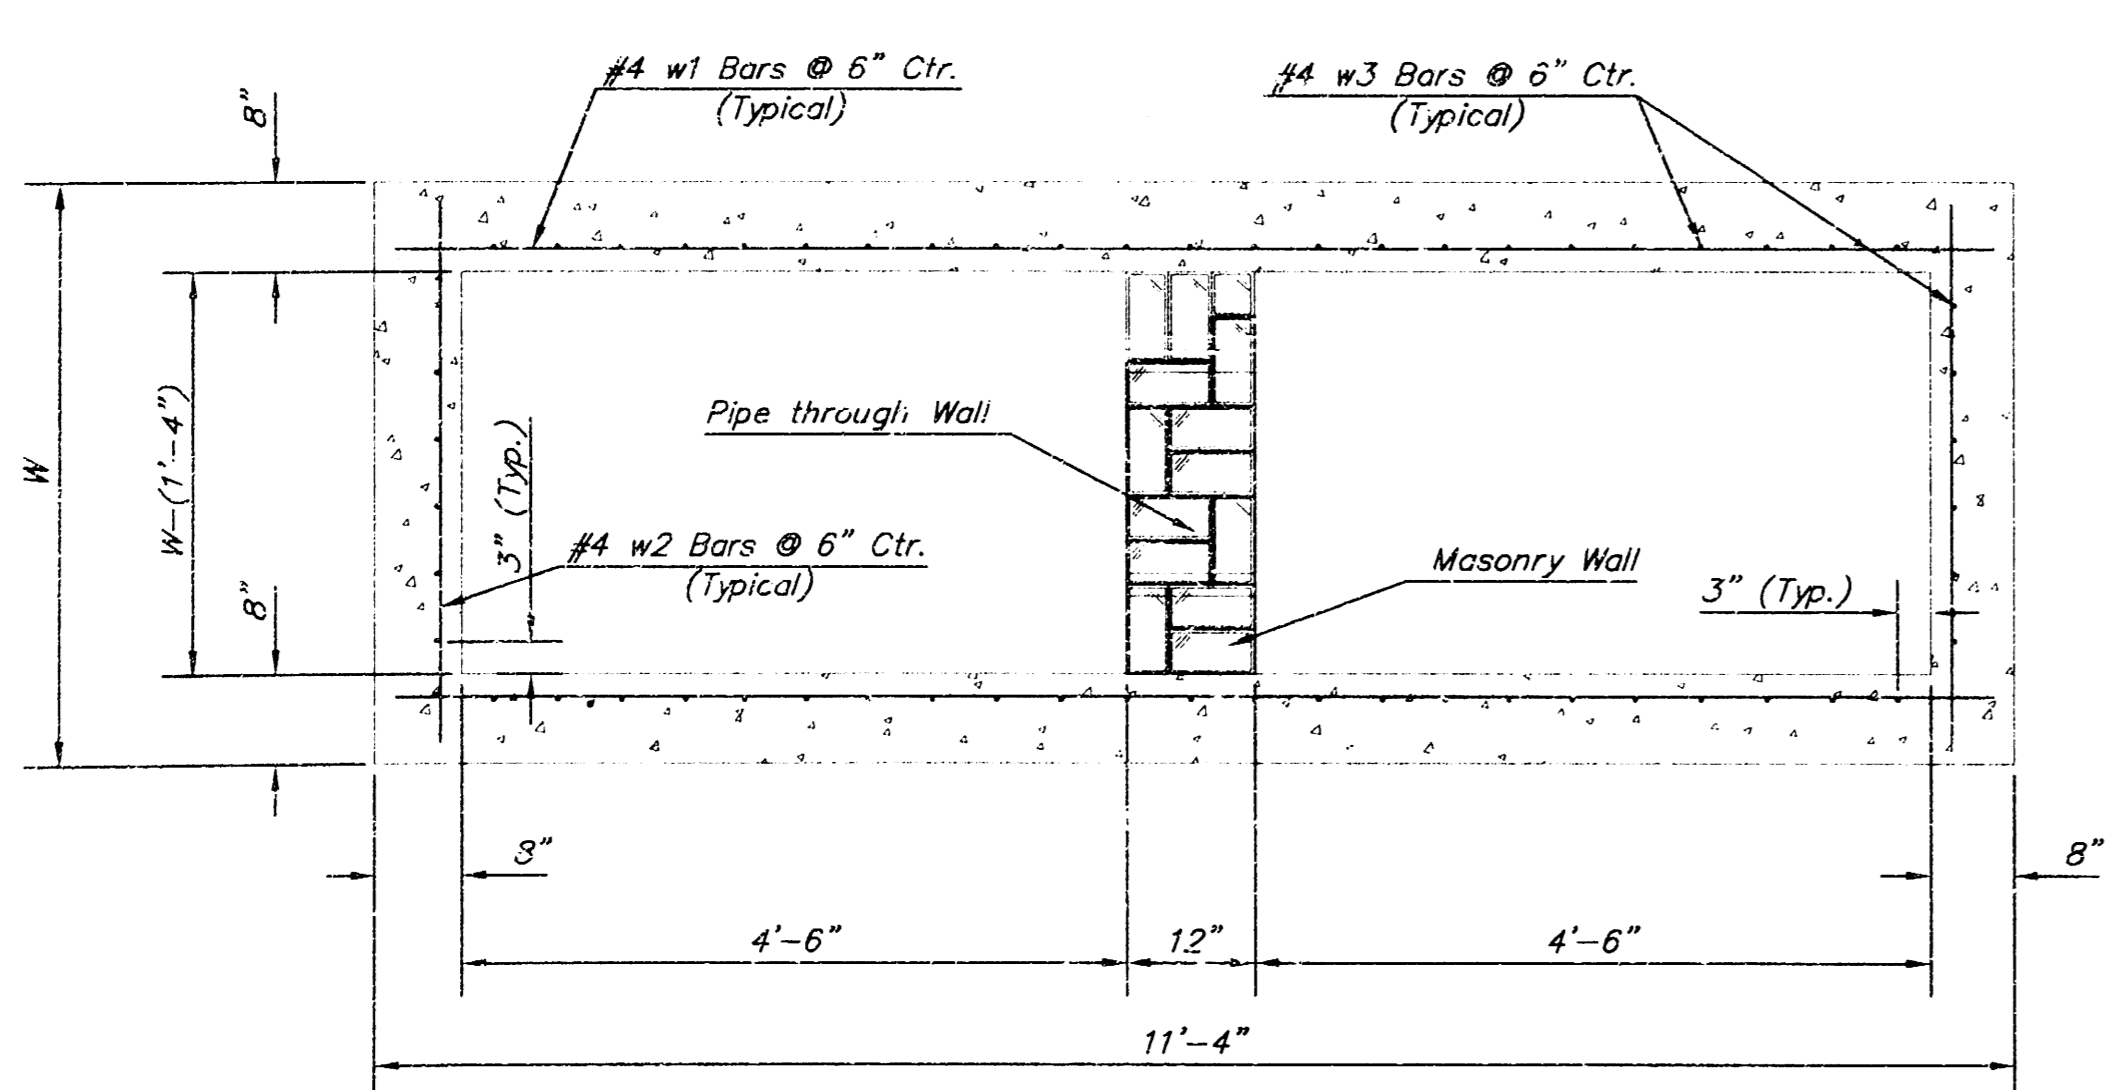 #4 w1 Bars @ 6" Ctr.
(Typical)
#4 w3 Bars @ 6" Ctr.
(Typical)
8"
W
W-(1'-4")
8"
3" (Typ.)
Pipe through Wall
#4 w2 Bars @ 6" Ctr.
(Typical)
Masonry Wall
3" (Typ.)
8"
8"
4'-6"
12"
4'-6"
11'-4"